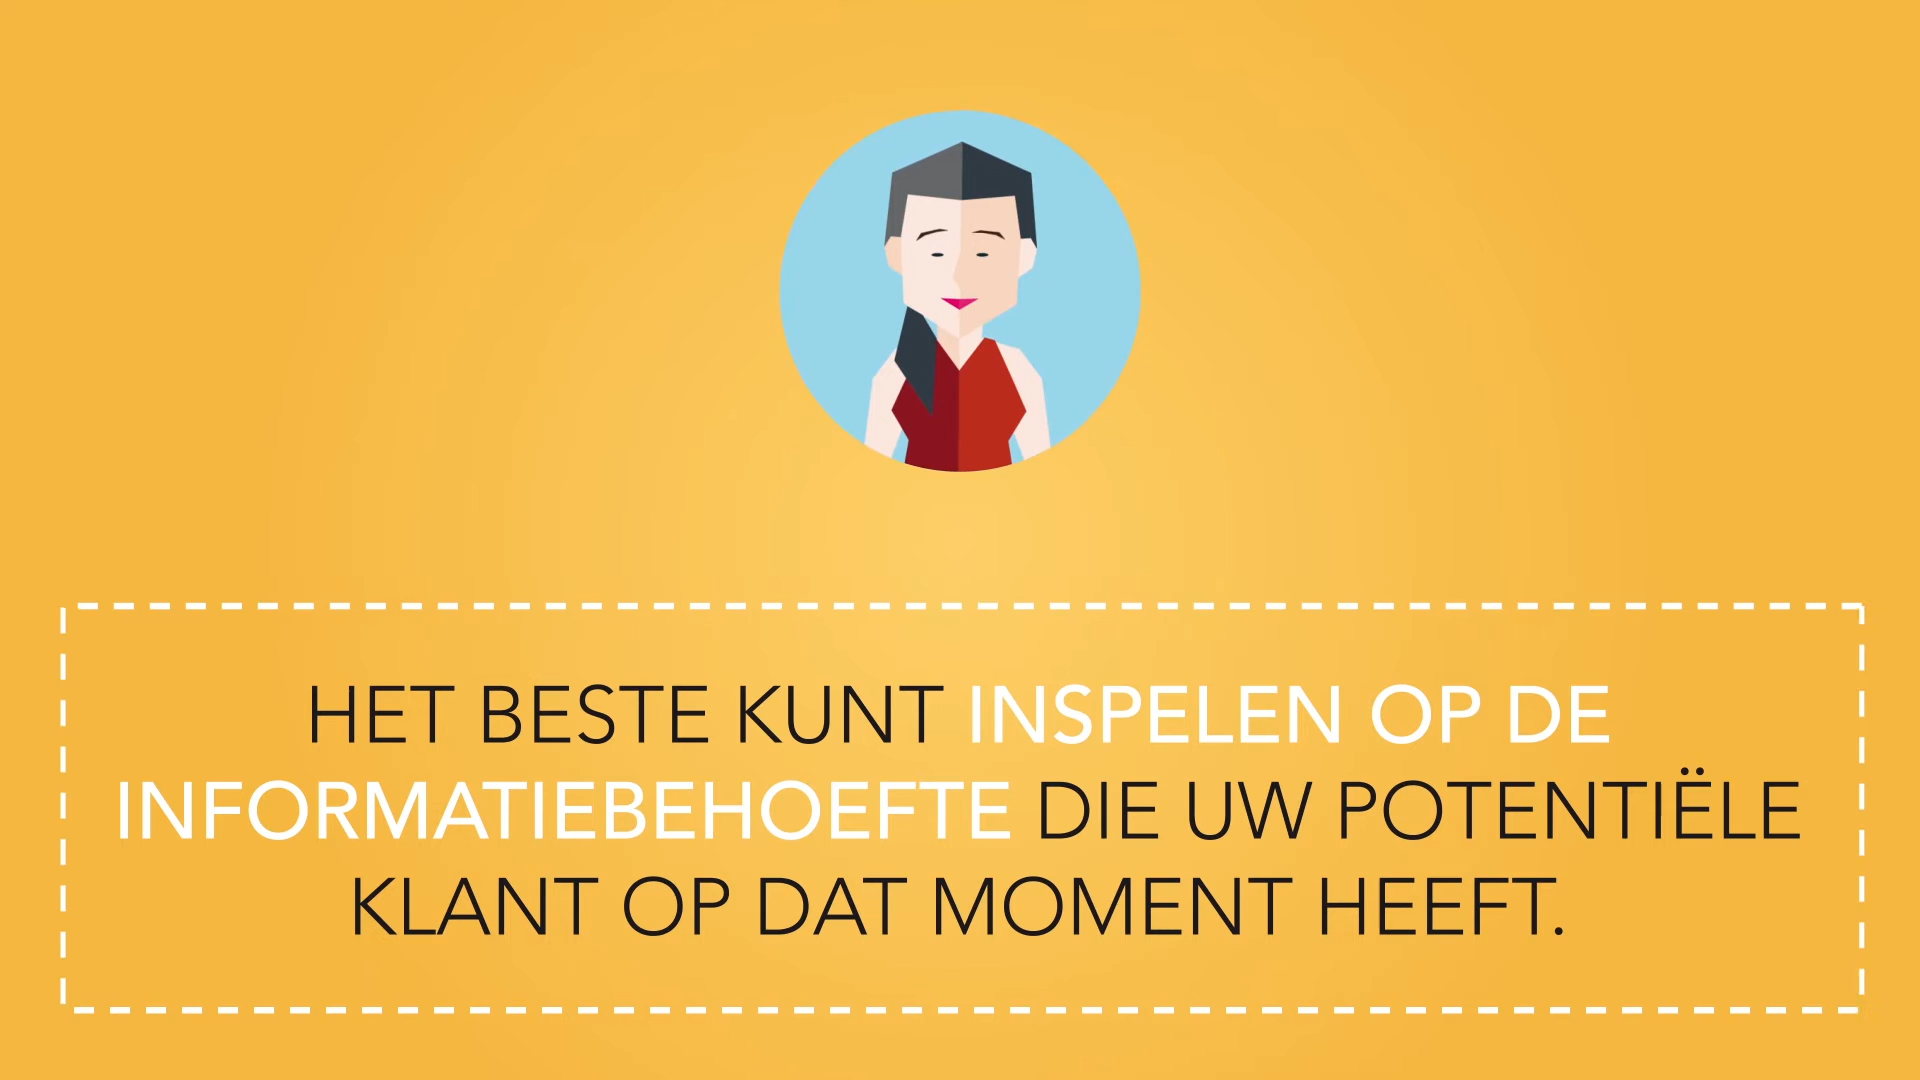 HET BESTE KUNT INSPELEN OP DE
INFORMATIEBEHOEFTE DIE UW POTENTIËLE
KLANT OP DAT MOMENT HEEFT.